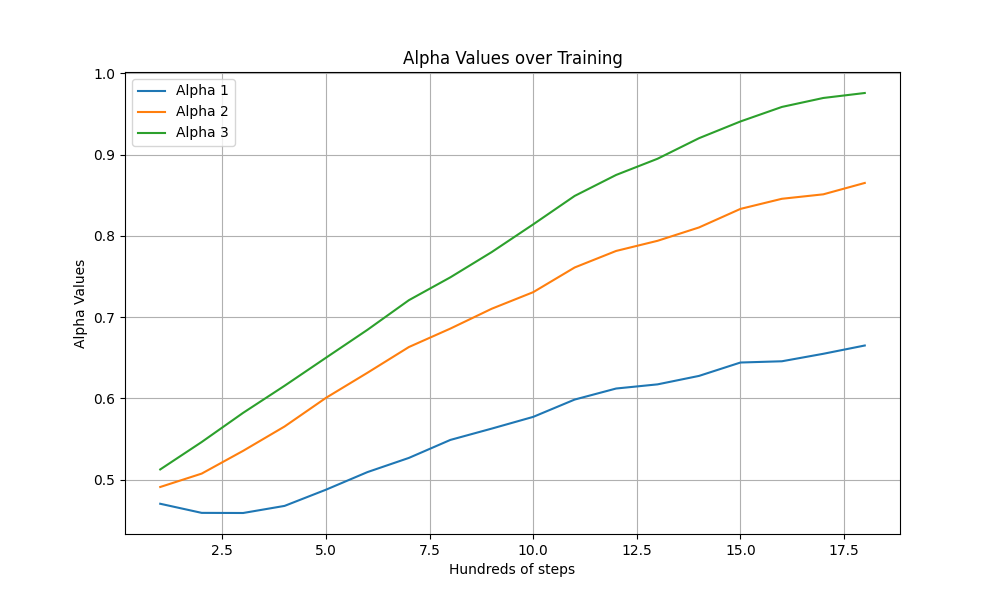 Alpha Values over Training
Alpha 1
Alpha 2
Alpha 3
Alpha Values
1.0
0.9
0.8
0.7
0.6
0.5
2.5 5.0 7.5 10.0 12.5 15.0 17.5
Hundreds of steps